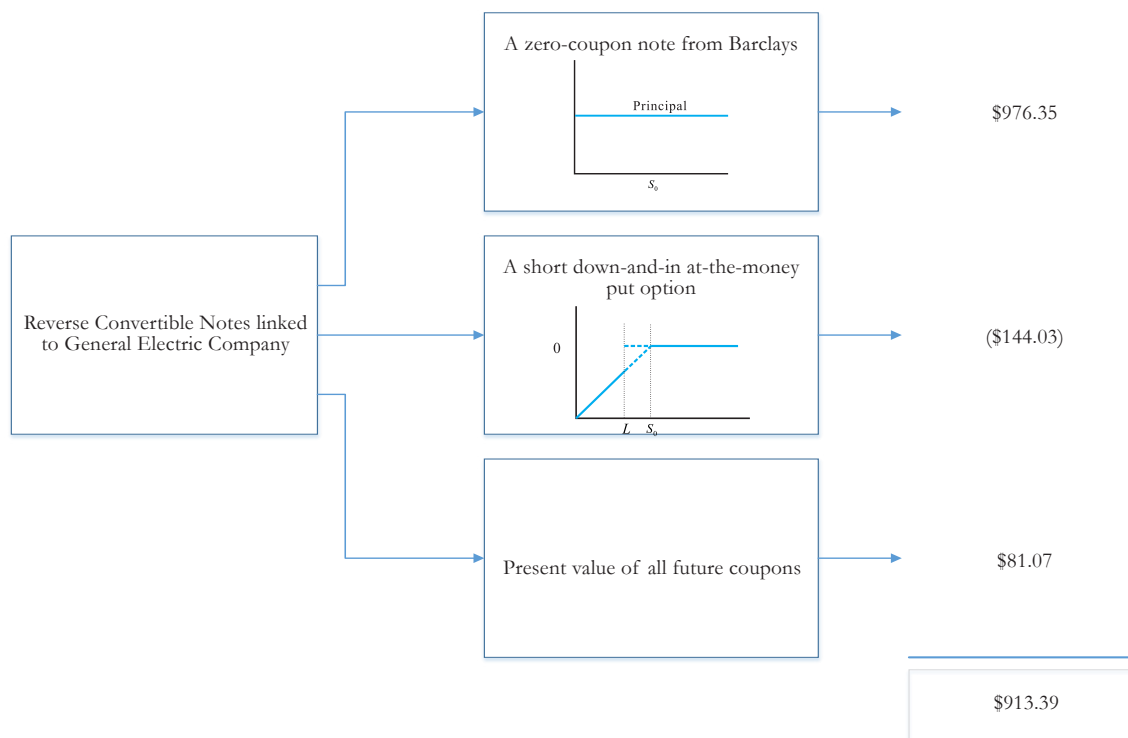 A zero-coupon note from Barclays
Principal
S₀
$976.35
Reverse Convertible Notes linked
to General Electric Company
A short down-and-in at-the-money
put option
0
L S₀
($144.03)
Present value of all future coupons
$81.07
$913.39